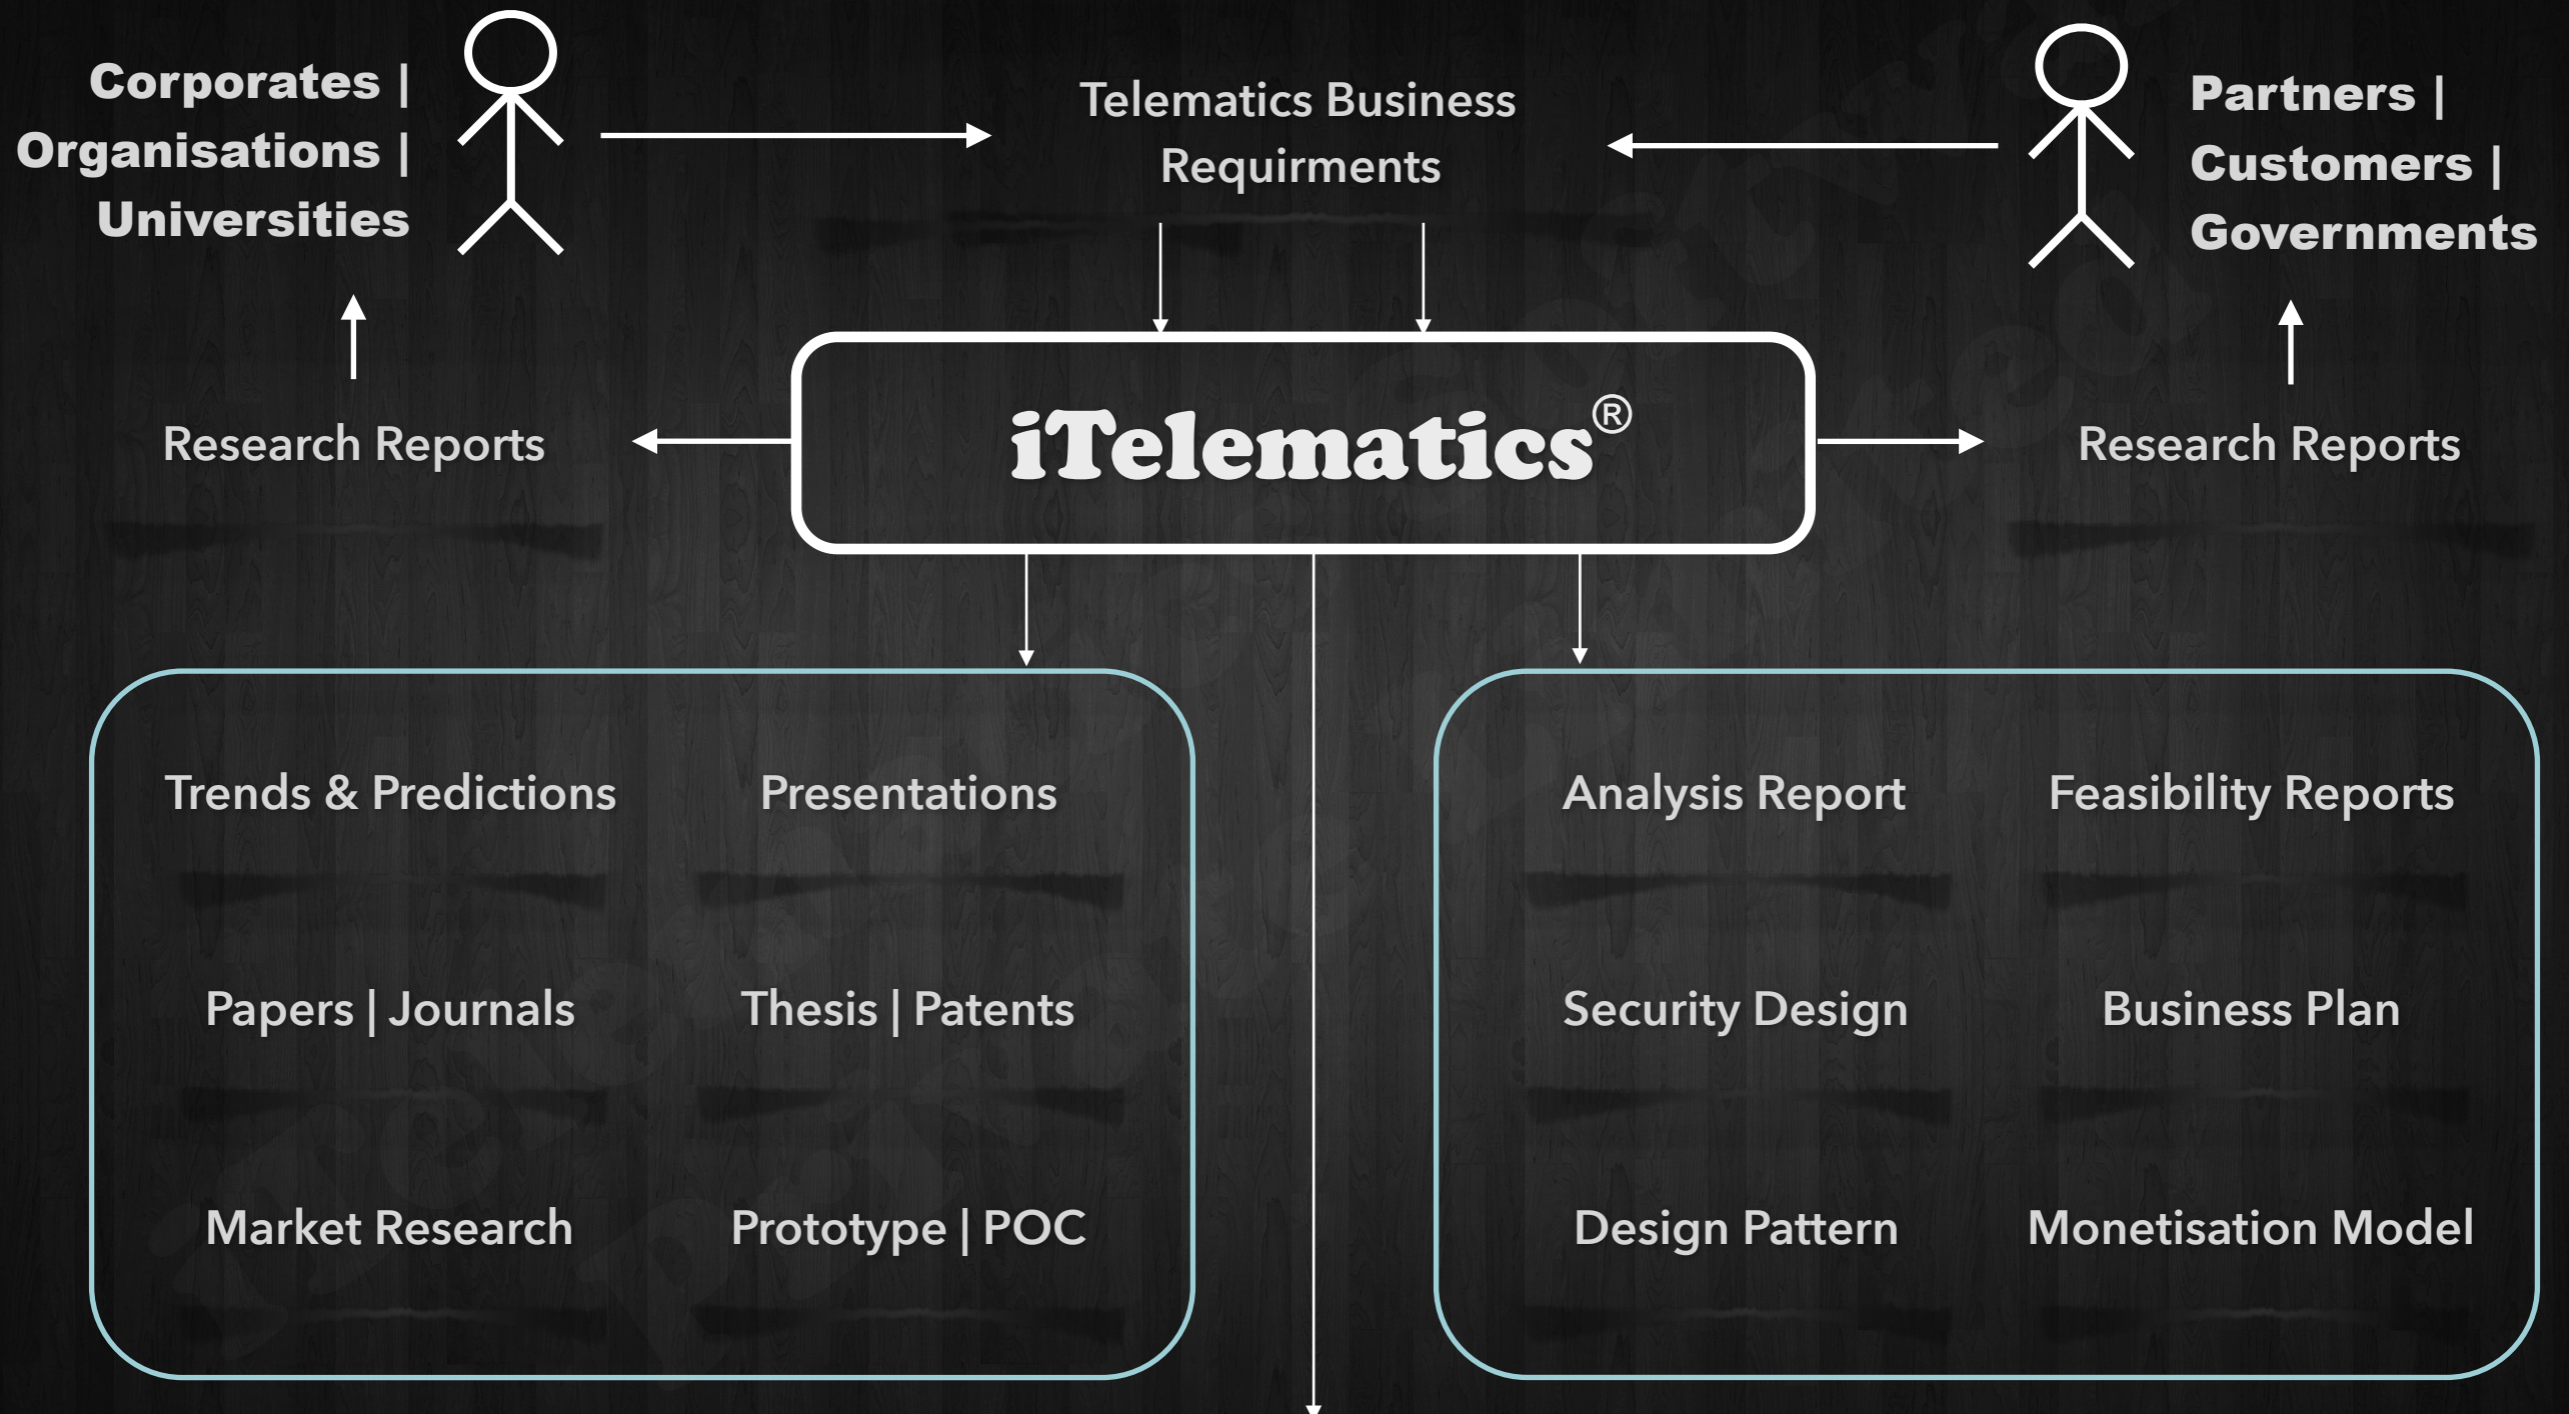 Corporates |
Organisations |
Universities
Telematics Business
Requirments
Partners |
Customers |
Governments
Research Reports
iTelematics®
Research Reports
Trends & Predictions
Presentations
Papers | Journals
Thesis | Patents
Market Research
Prototype | POC
Analysis Report
Feasibility Reports
Security Design
Business Plan
Design Pattern
Monetisation Model